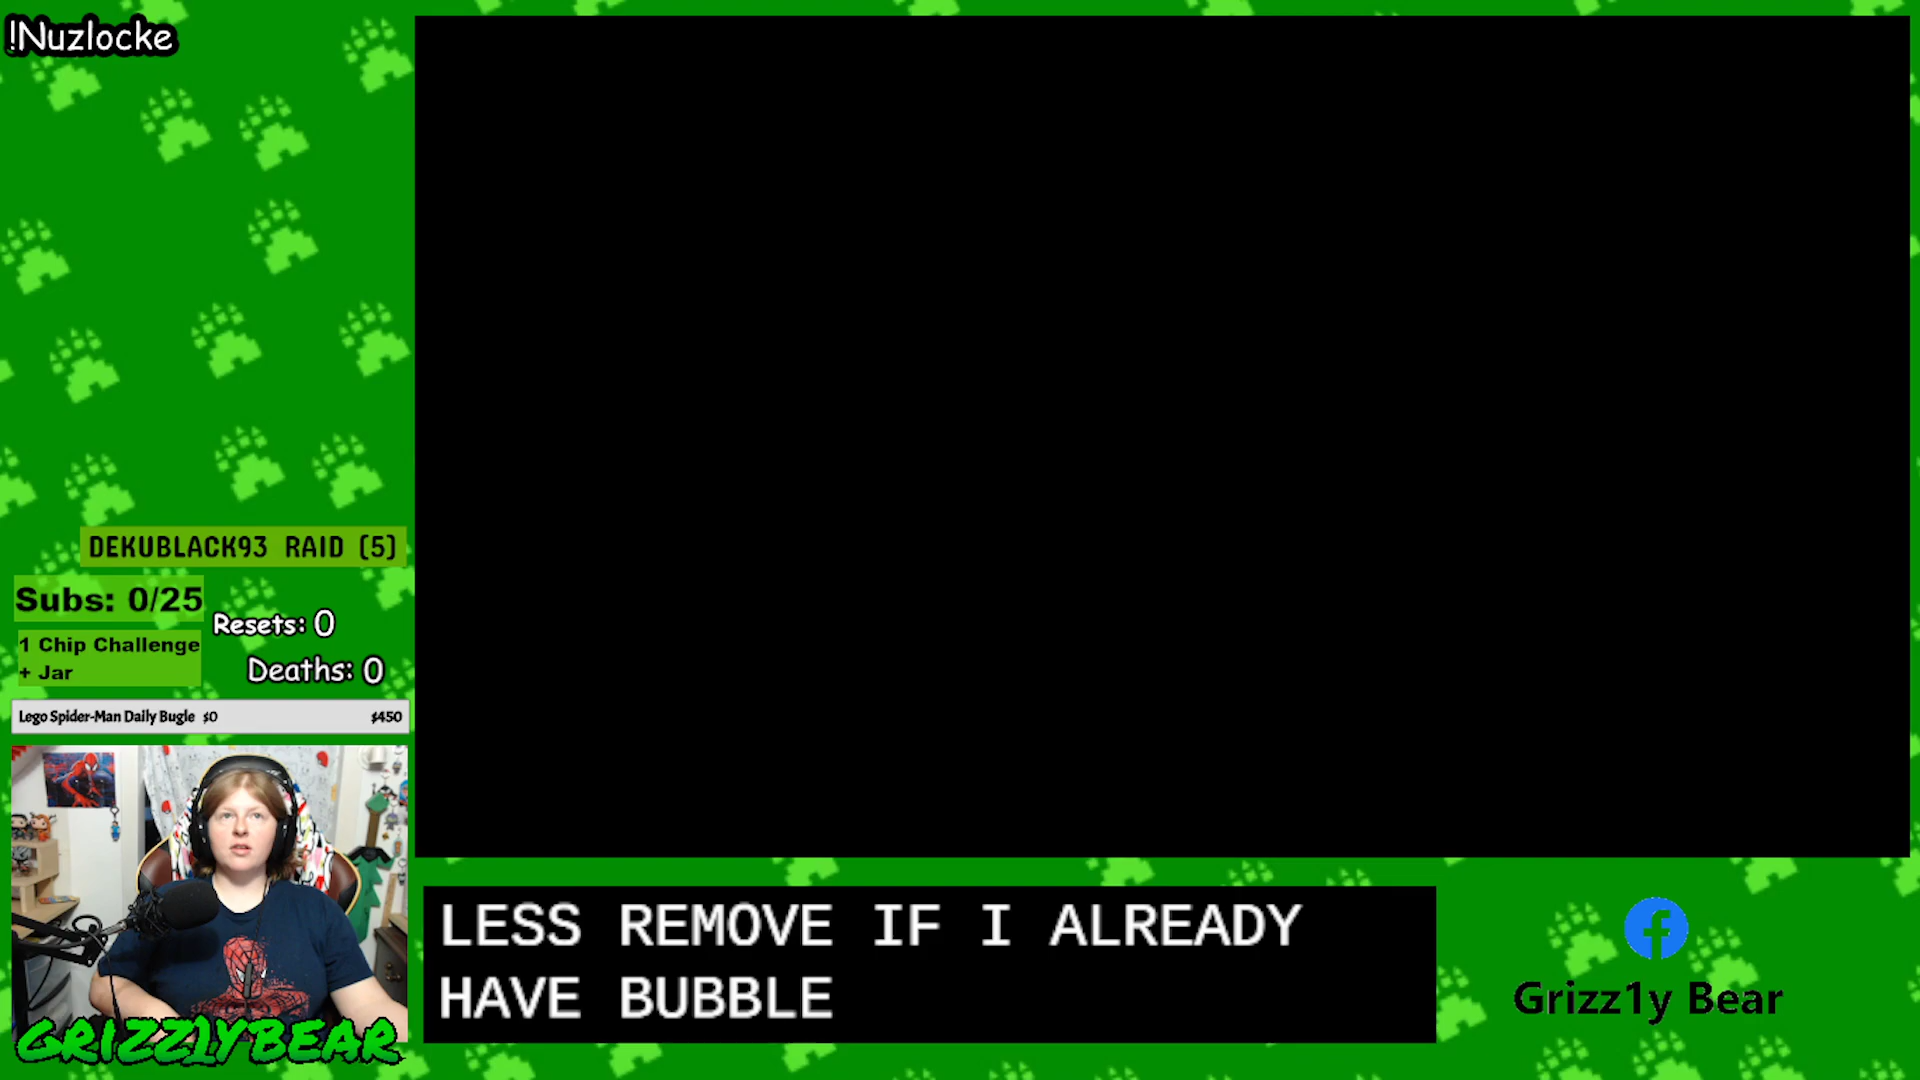 !Nuzlocke
DEKUBLACK93 RAID (5)
Subs: 0/25
Resets: 0
1 Chip Challenge
+ Jar
Deaths: 0
Lego Spider-Man Daily Bugle $0 $450
GRIZZ1YBEAR
LESS REMOVE IF I ALREADY
HAVE BUBBLE
Grizz1y Bear